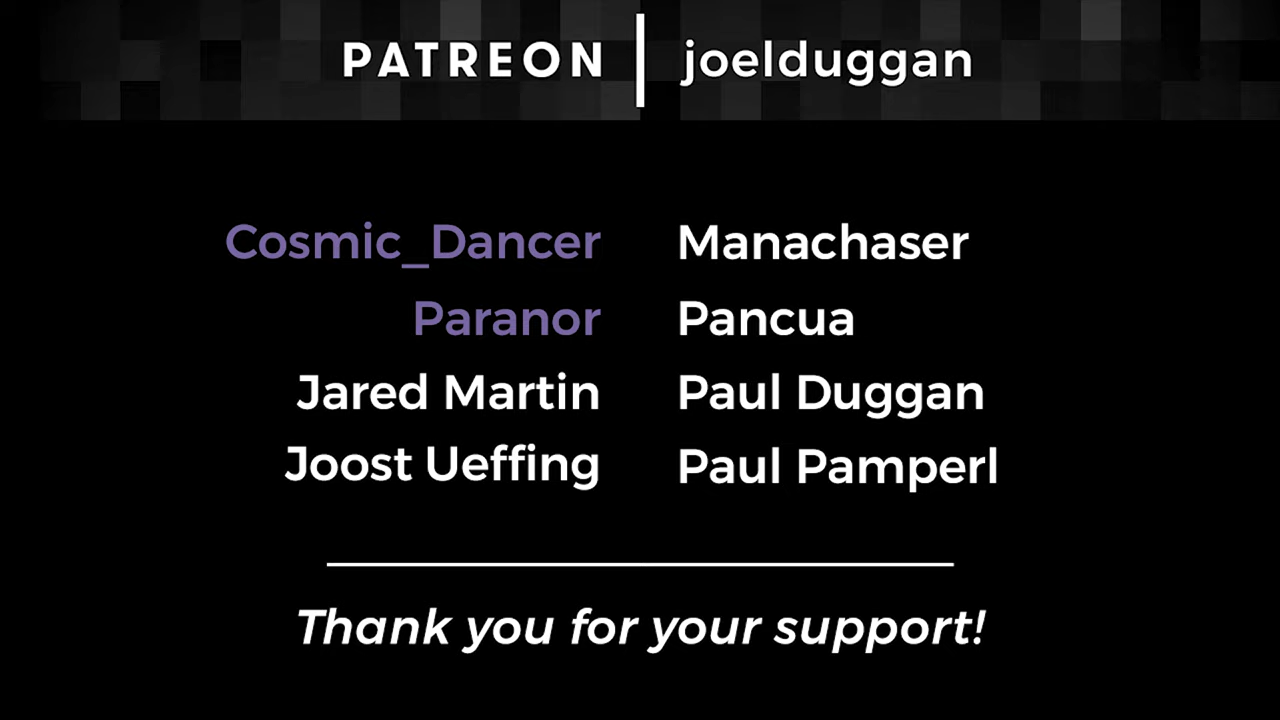 PATREON | joelduggan
Cosmic_Dancer
Paranor
Jared Martin
Joost Ueffing
Manachaser
Pancua
Paul Duggan
Paul Pamperl
Thank you for your support!